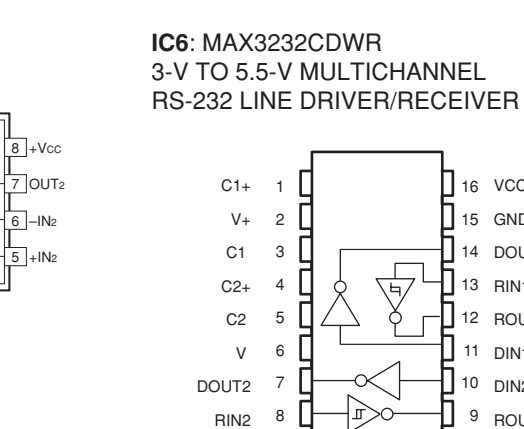 IC6: MAX3232CDWR
3-V TO 5.5-V MULTICHANNEL
RS-232 LINE DRIVER/RECEIVER
8 +VCC
7 OUT2
6 –IN2
5 +IN2
C1+ 1 16 VCC
V+ 2 15 GND
C1 3 14 DOU
C2+ 4 13 RIN1
C2 5 12 ROU
V 6 11 DIN1
DOUT2 7 10 DIN2
RIN2 8 9 ROU